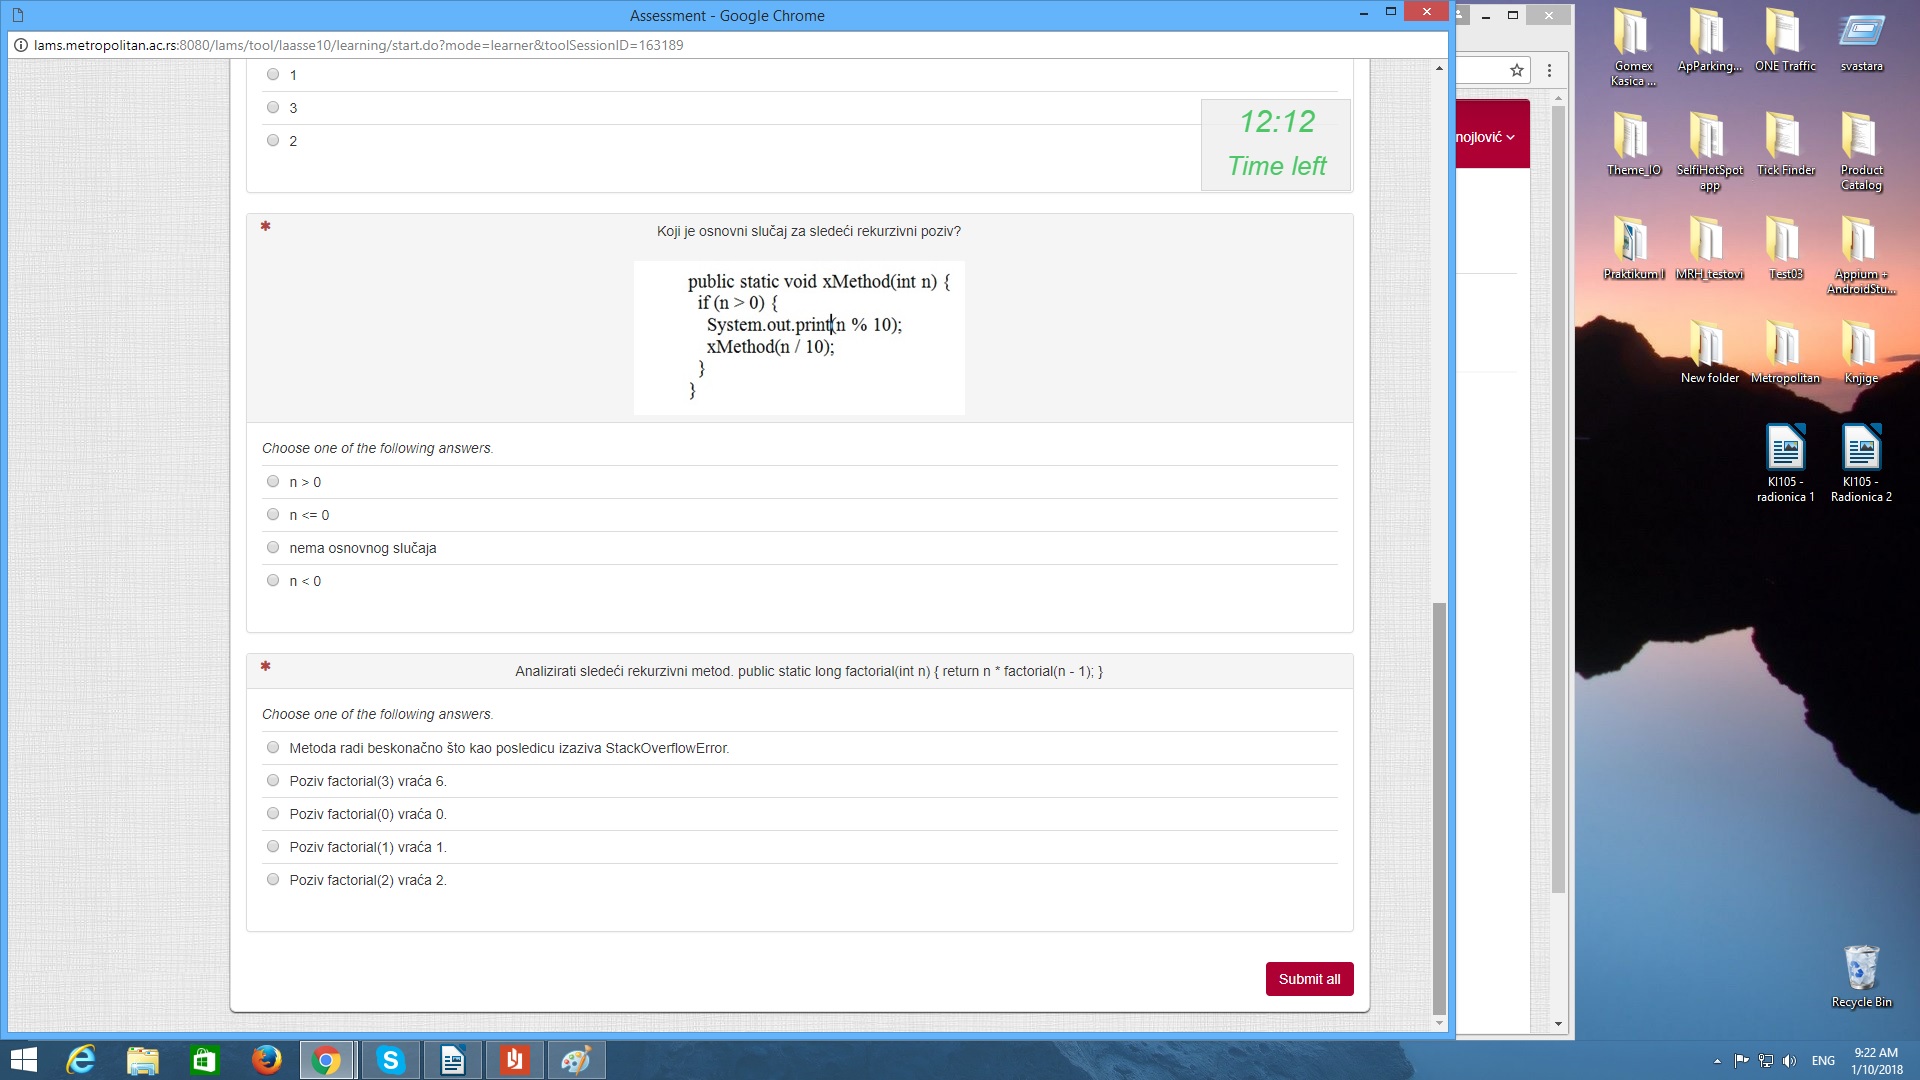 Assessment - Google Chrome
lams.metropolitan.ac.rs:8080/lams/tool/laasse10/learning/start.do?mode=learner&toolSessionID=163189
1
3
2
12:12
Time left
nojlović
Koji je osnovni slučaj za sledeći rekurzivni poziv?
public static void xMethod(int n) {
if (n > 0) {
System.out.print(n % 10);
xMethod(n / 10);
}
}
Choose one of the following answers.
n > 0
n <= 0
nema osnovnog slučaja
n < 0
Analizirati sledeći rekurzivni metod. public static long factorial(int n) { return n * factorial(n - 1); }
Choose one of the following answers.
Metoda radi beskonačno što kao posledicu izaziva StackOverflowError.
Poziv factorial(3) vraća 6.
Poziv factorial(0) vraća 0.
Poziv factorial(1) vraća 1.
Poziv factorial(2) vraća 2.
Submit all
Gomex
Kasica ...
ApParking...
ONE Traffic
svastara
Theme_IO
SelfiHotSpot
app
Tick Finder
Product
Catalog
Praktikum I
MRH_testovi
Test03
Appium +
AndroidStu...
New folder
Metropolitan
Knjige
KI105 -
radionica 1
KI105 -
Radionica 2
Recycle Bin
ENG
9:22 AM
1/10/2018